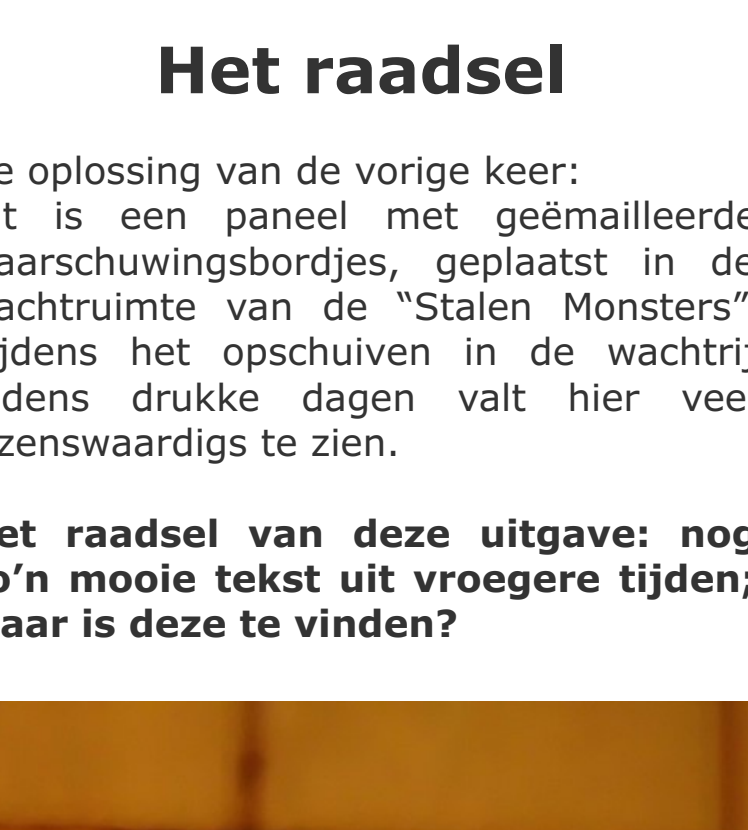 Het raadsel
e oplossing van de vorige keer:
t is een paneel met geëmailleerde
aarschuwingsbordjes, geplaatst in de
achtruimte van de “Stalen Monsters”
jdens het opschuiven in de wachtrij
dens drukke dagen valt hier vee
zenswaardigs te zien.
et raadsel van deze uitgave: nog
o’n mooie tekst uit vroegere tijden;
aar is deze te vinden?